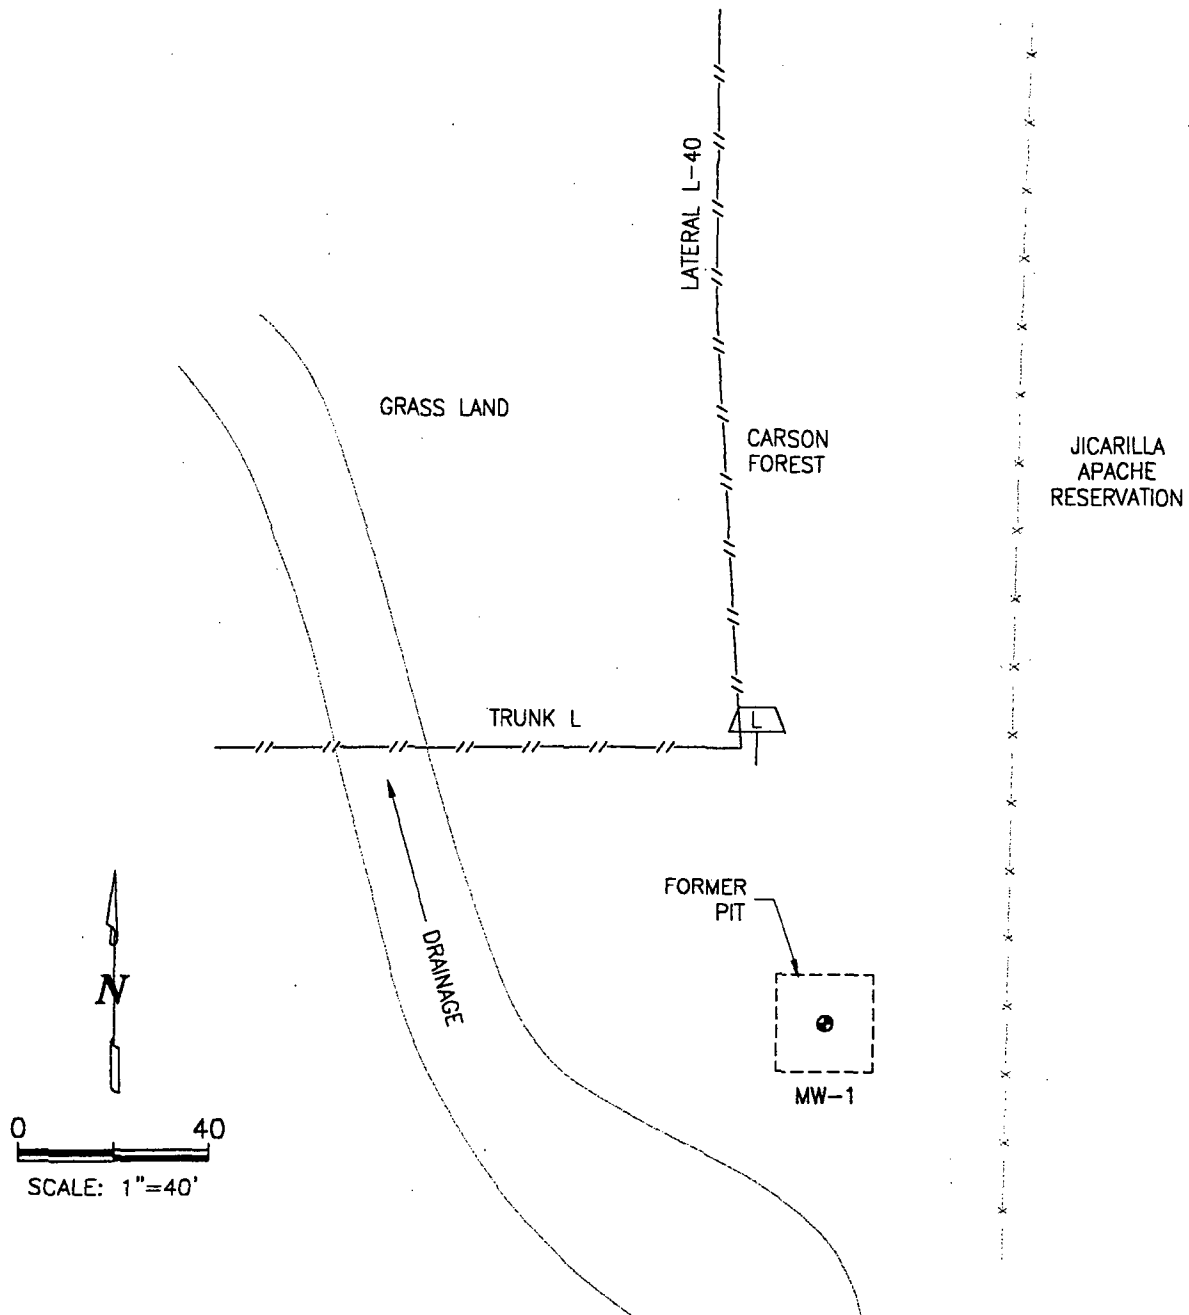 LATERAL L-40
GRASS LAND
CARSON
FOREST
JICARILLA
APACHE
RESERVATION
TRUNK L
L
FORMER
PIT
DRAINAGE
N
MW-1
0 40
SCALE: 1"=40'